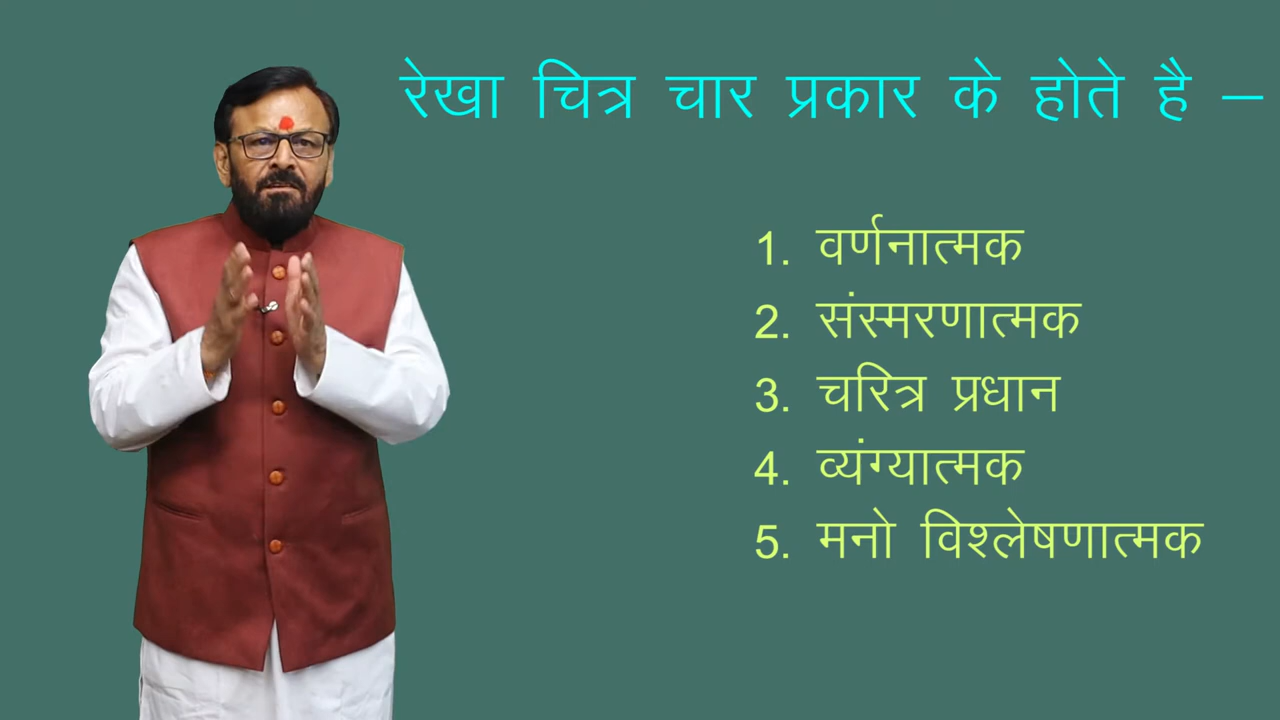 रेखा चित्र चार प्रकार के होते है –
1. वर्णनात्मक
2. संस्मरणात्मक
3. चरित्र प्रधान
4. व्यंग्यात्मक
5. मनो विश्लेषणात्मक